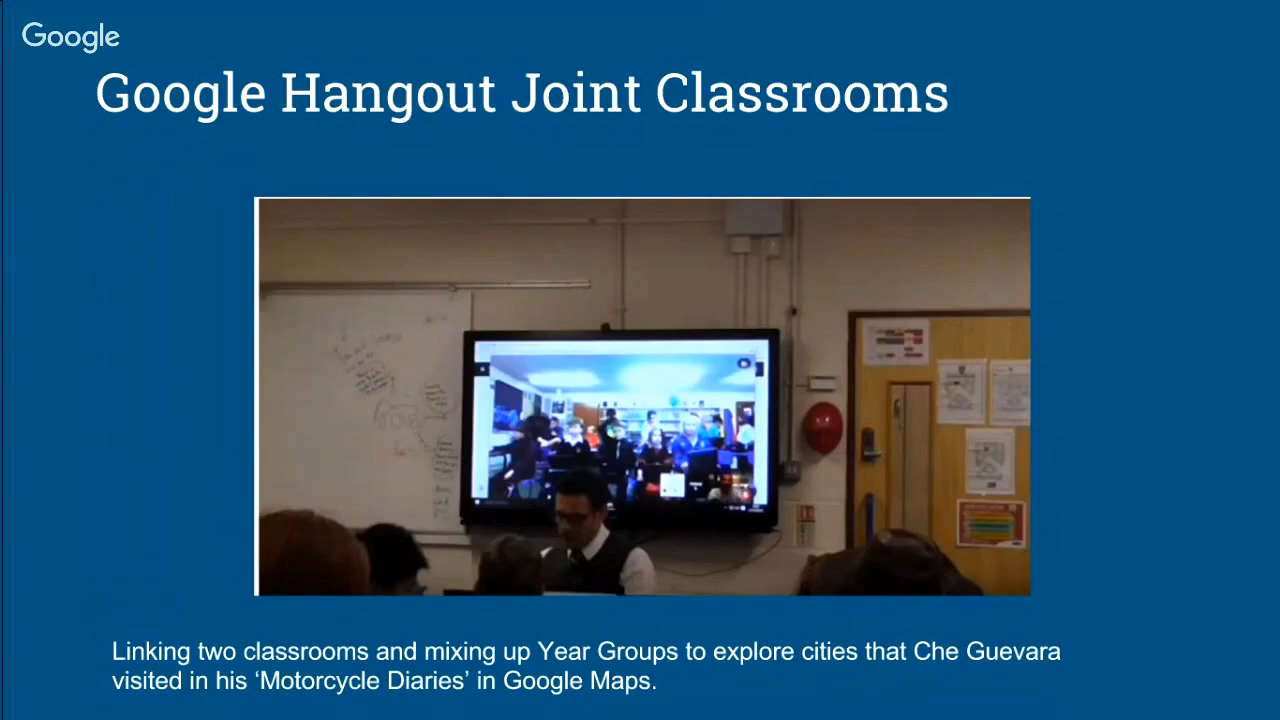 Google
Google Hangout Joint Classrooms
Linking two classrooms and mixing up Year Groups to explore cities that Che Guevara
visited in his ‘Motorcycle Diaries’ in Google Maps.